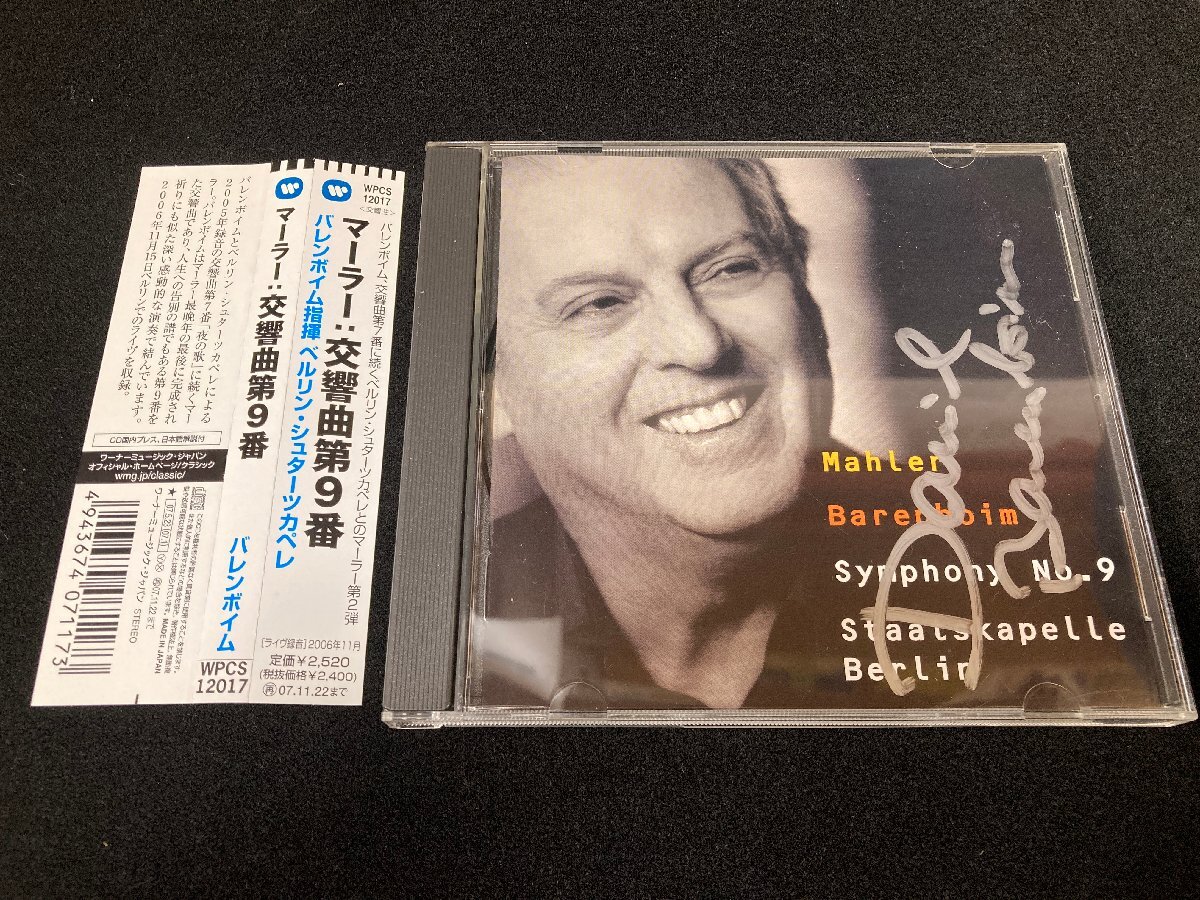 バレンボイムとベルリン・シュターツカペレによる
2005年録音の交響曲第7番「夜の歌」に続くマー
ラー。バレンボイムはマーラー最晩年の最後に完成され
た交響曲であり、人生への告別の譜でもある第9番を
祈りにも似た深い感動的な演奏で結んでいます。
2006年11月15日ベルリンでのライヴを収録。
CD国内プレス、日本語解説付
ワーナーミュージック・ジャパン
オフィシャル・ホームページ/クラシック
wmg.jp/classic/
4943674071173
★
07.11.22まで
STEREO
MADE IN JAPAN
ワーナーミュージック・ジャパン
マーラー:交響曲第9番
バレンボイム
WPCS
12017
WPCS
12017
<交響曲>
バレンボイム、交響曲第7番に続くベルリン・シュターツカペレとのマーラー第2弾
マーラー:交響曲第9番
バレンボイム指揮 ベルリン・シュターツカペレ
[ライヴ録音]2006年11月
定価¥2,520
(税抜価格¥2,400)
再07.11.22まで
Mahler
Barenboim
Symphony No.9
Staatskapelle
Berlin